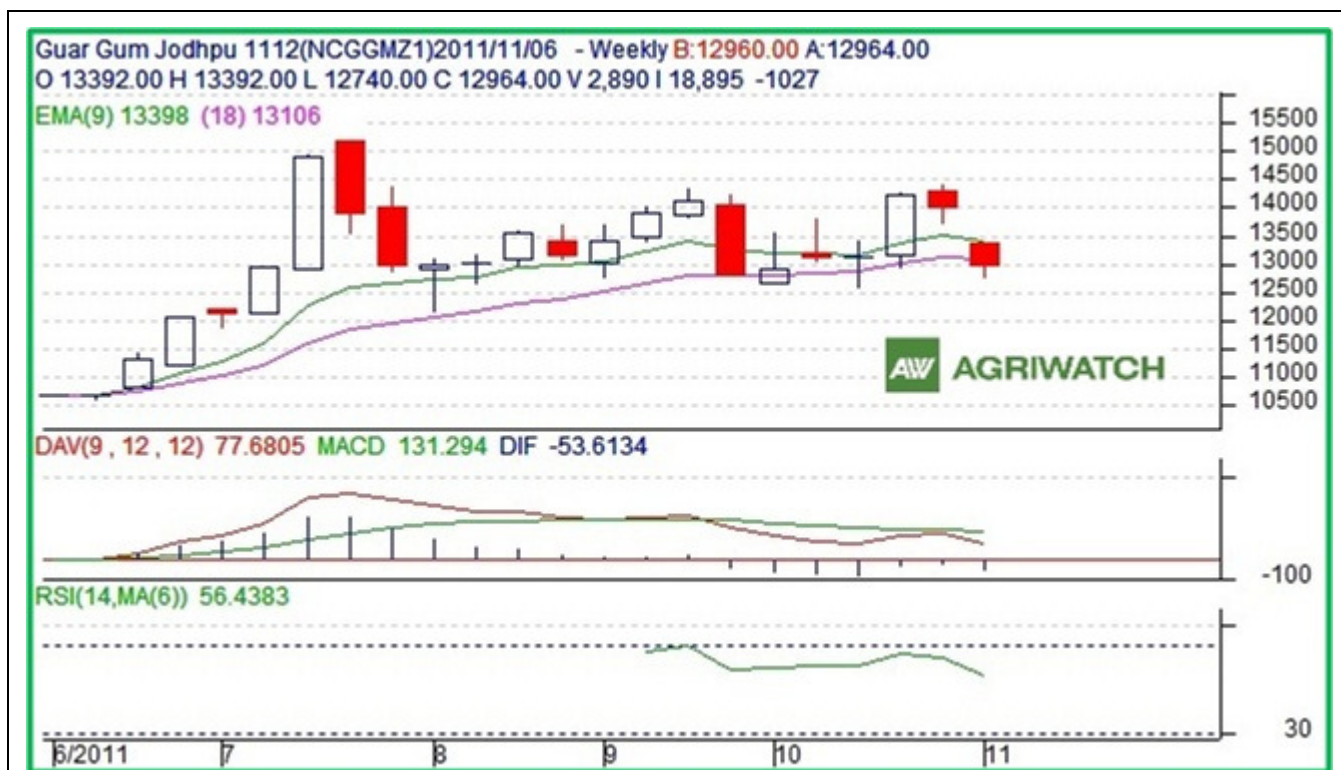 Guar Gum Jodhpu 1112(NCGGMZ1)2011/11/06 - Weekly B:12960.00 A:12964.00
O 13392.00 H 13392.00 L 12740.00 C 12964.00 V 2,890 I 18,895 -1027
EMA(9) 13398 (18) 13106
15500
15000
14500
14000
13500
13000
12500
12000
11500
11000
10500
AW AGRIWATCH
DAV(9 , 12 , 12) 77.6805 MACD 131.294 DIF -53.6134
-100
RSI(14,MA(6)) 56.4383
30
6/2011 7 8 9 10 11